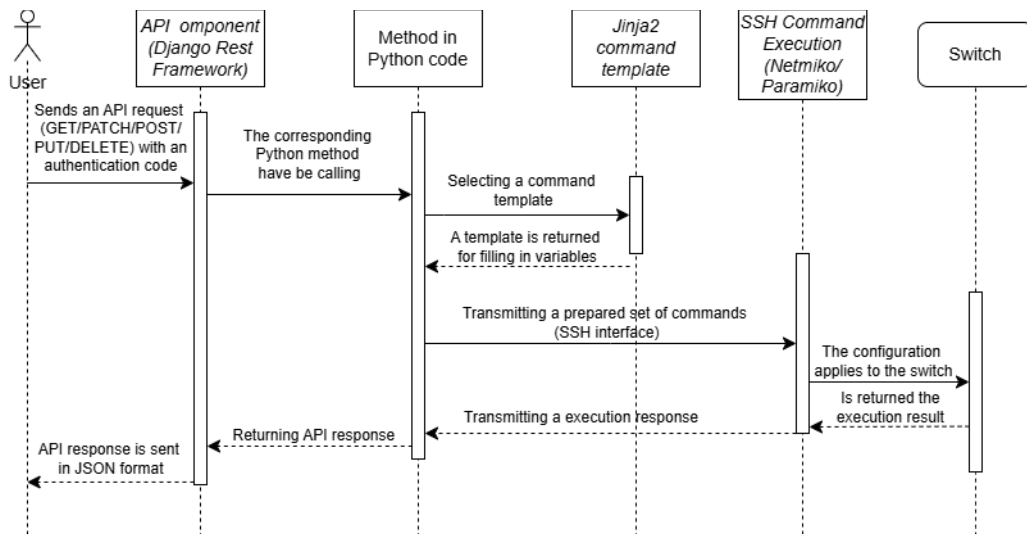 User
API omponent
(Django Rest
Framework)
Method in
Python code
Jinja2
command
template
SSH Command
Execution
(Netmiko/
Paramiko)
Switch
Sends an API request
(GET/PATCH/POST/
PUT/DELETE) with an
authentication code
The corresponding
Python method
have be calling
Selecting a command
template
A template is returned
for filling in variables
Transmitting a prepared set of commands
(SSH interface)
The configuration
applies to the switch
Is returned the
execution result
Transmitting a execution response
Returning API response
API response is sent
in JSON format